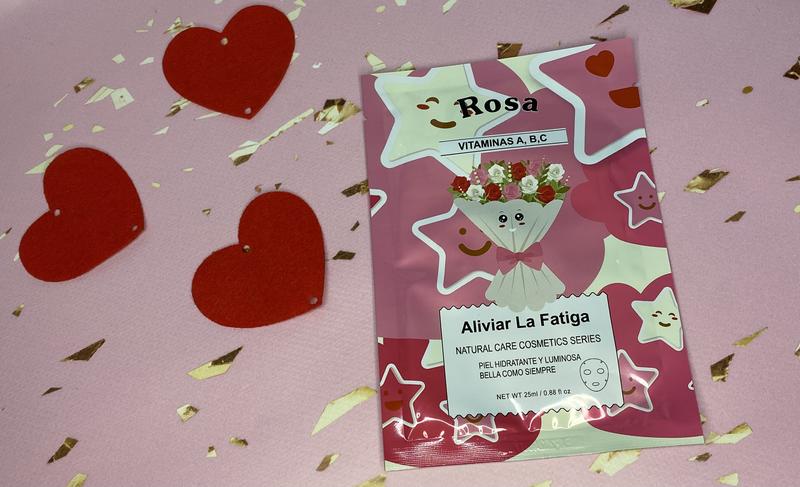 Rosa
VITAMINAS A, B,C
Aliviar La Fatiga
NATURAL CARE COSMETICS SERIES
PIEL HIDRATANTE Y LUMINOSA
BELLA COMO SIEMPRE
NET WT 25ml / 0.88 fl oz